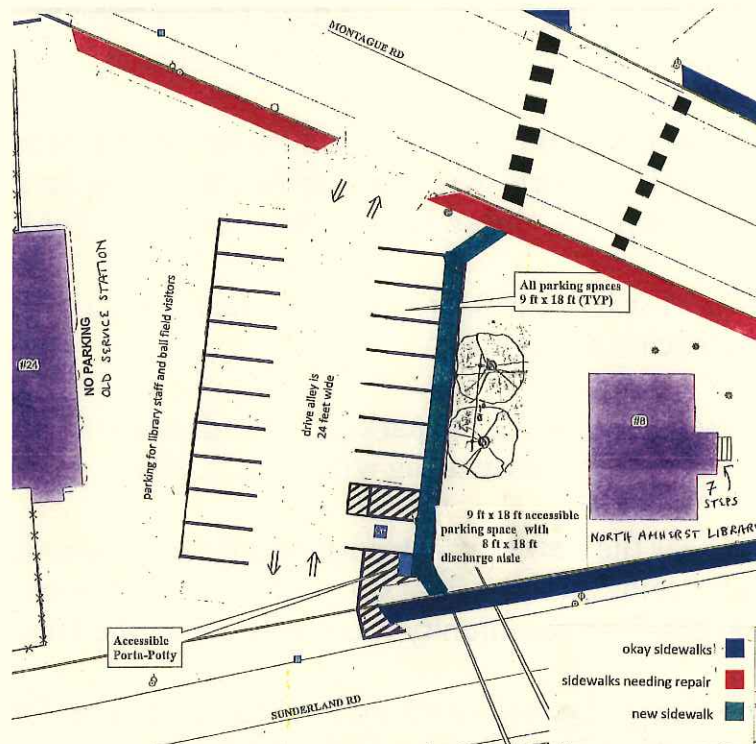 MONTAGUE RD
All parking spaces
9 ft x 18 ft (TYP)
NO PARKING
OLD SERVICE STATION
#24
parking for library staff and ball field visitors
drive alley is
24 feet wide
#8
7
STEPS
NORTH AMHERST LIBRARY
9 ft x 18 ft accessible
parking space with
8 ft x 18 ft
discharge aisle
Accessible
Porta-Potty
SUNDERLAND RD
okay sidewalks
sidewalks needing repair
new sidewalk